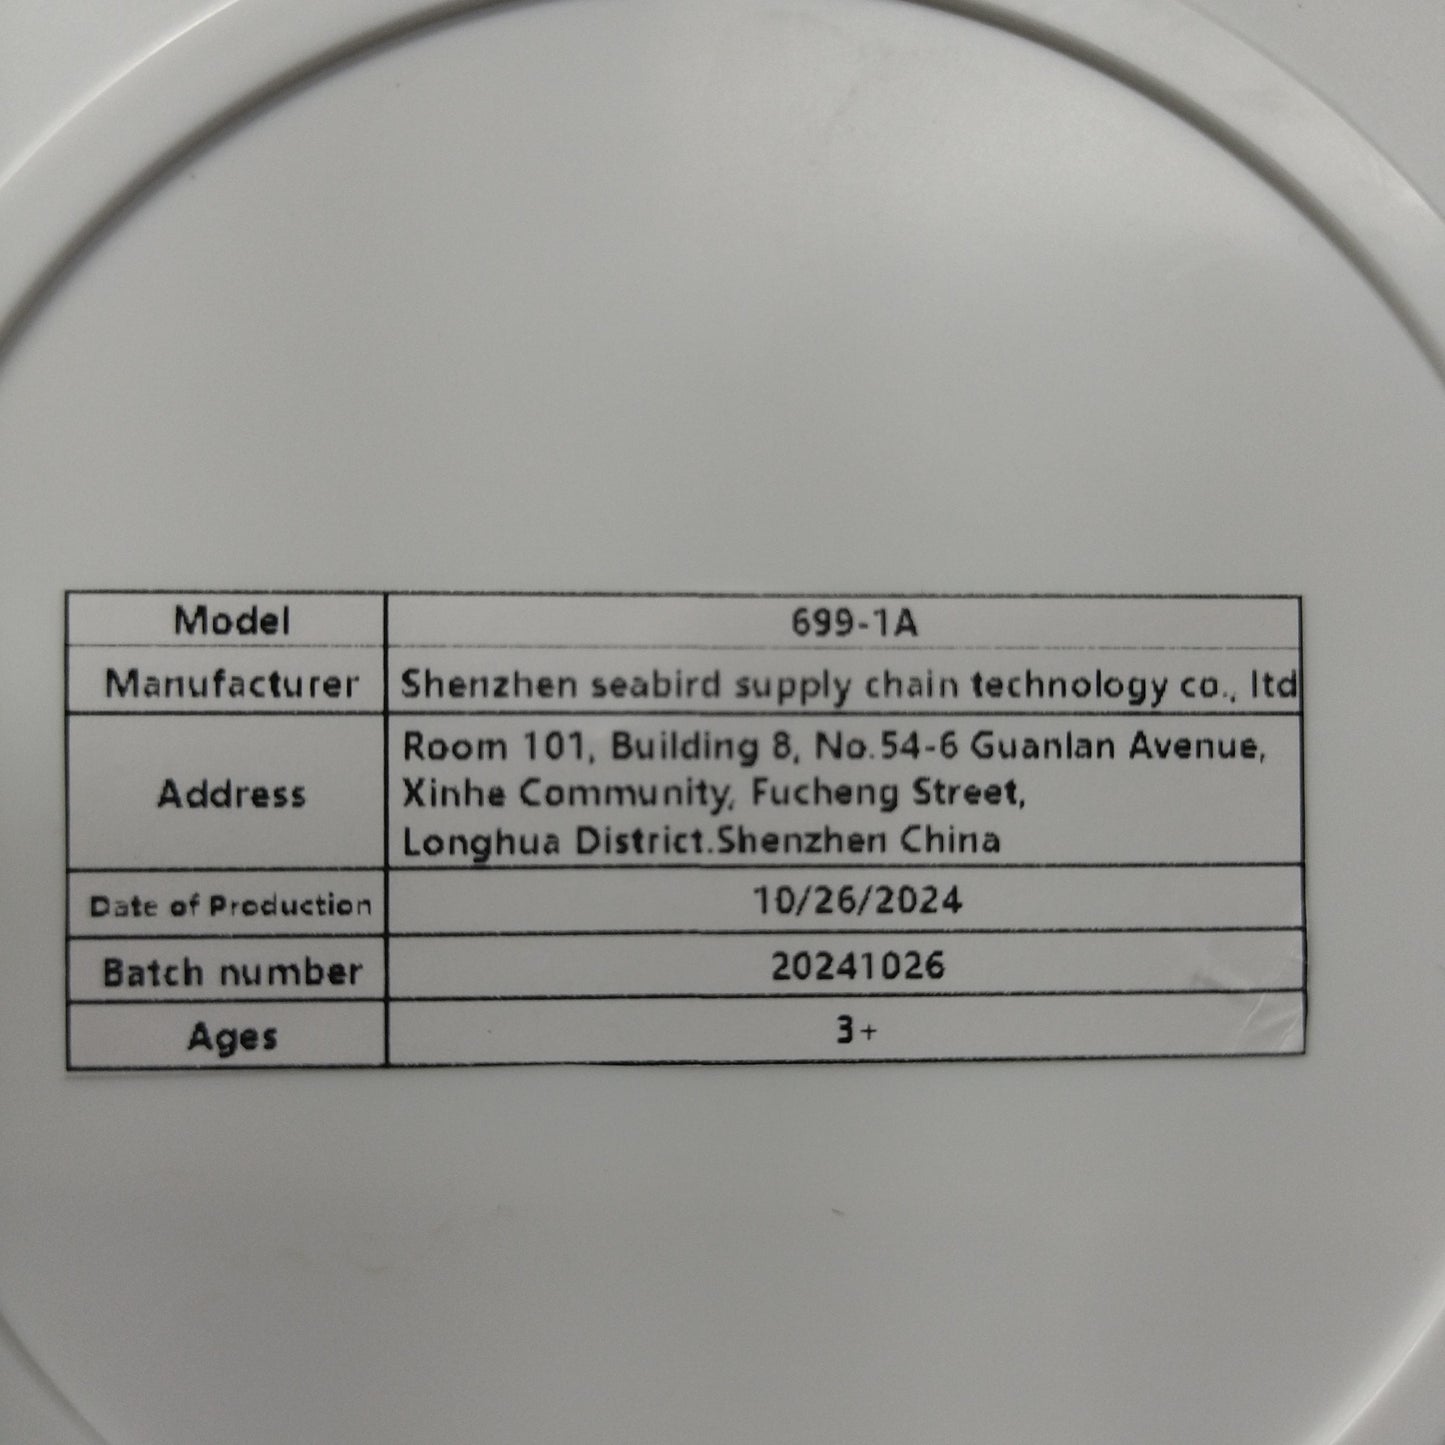 Model 699-1A
Manufacturer Shenzhen seabird supply chain technology co., ltd
Address Room 101, Building 8, No.54-6 Guanlan Avenue,
Xinhe Community, Fucheng Street,
Longhua District.Shenzhen China
Date of Production 10/26/2024
Batch number 20241026
Ages 3+